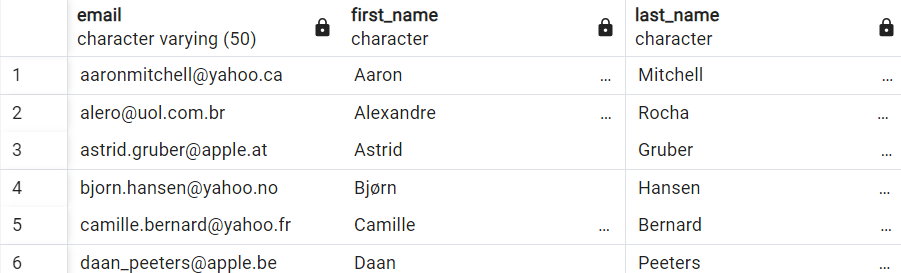 email first_name last_name
character varying (50) character character
1 aaronmitchell@yahoo.ca Aaron ... Mitchell ...
2 alero@uol.com.br Alexandre ... Rocha ...
3 astrid.gruber@apple.at Astrid Gruber ...
4 bjorn.hansen@yahoo.no Bjørn Hansen ...
5 camille.bernard@yahoo.fr Camille ... Bernard ...
6 daan_peeters@apple.be Daan Peeters ...